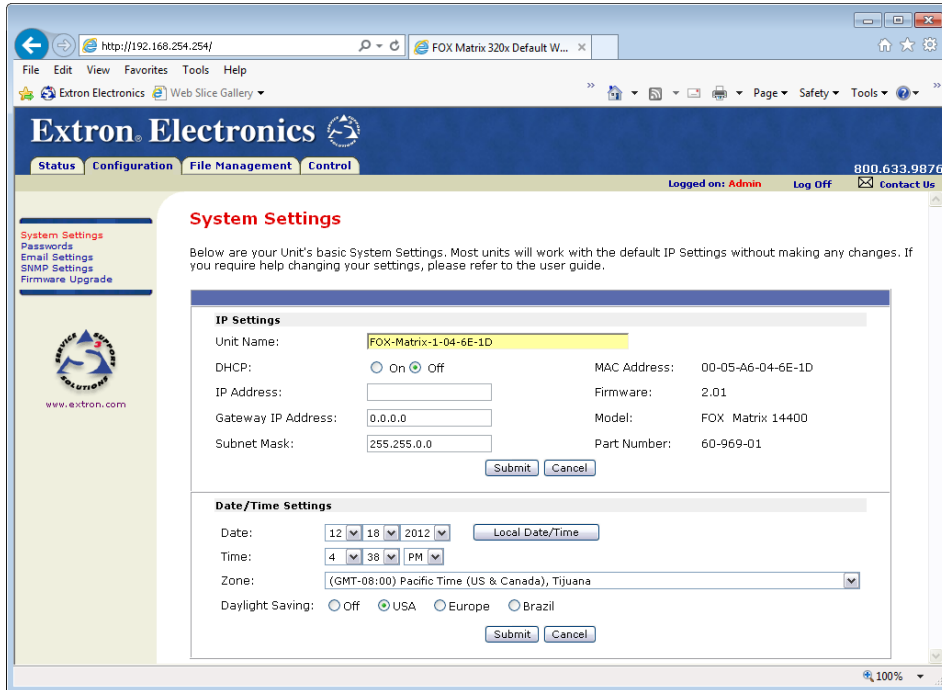 http://192.168.254.254/
FOX Matrix 320x Default W...
File Edit View Favorites Tools Help
Extron Electronics Web Slice Gallery
Page Safety Tools
Extron® Electronics
Status Configuration File Management Control
800.633.9876
Logged on: Admin Log Off Contact Us
System Settings
Passwords
Email Settings
SNMP Settings
Firmware Upgrade
SERVICE SUPPORT SOLUTIONS
www.extron.com
System Settings
Below are your Unit's basic System Settings. Most units will work with the default IP Settings without making any changes. If
you require help changing your settings, please refer to the user guide.
IP Settings
Unit Name: FOX-Matrix-1-04-6E-1D
DHCP: On Off MAC Address: 00-05-A6-04-6E-1D
IP Address: Firmware: 2.01
Gateway IP Address: 0.0.0.0 Model: FOX Matrix 14400
Subnet Mask: 255.255.0.0 Part Number: 60-969-01
Submit Cancel
Date/Time Settings
Date: 12 18 2012 Local Date/Time
Time: 4 38 PM
Zone: (GMT-08:00) Pacific Time (US & Canada), Tijuana
Daylight Saving: Off USA Europe Brazil
Submit Cancel
100%